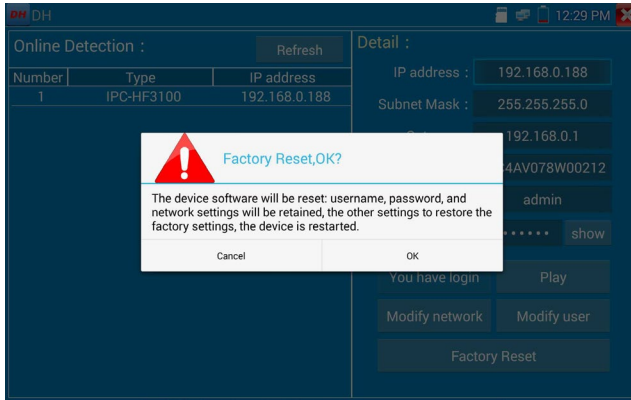 DH DH
12:29 PM
Online Detection :
Refresh
Number Type IP address
1 IPC-HF3100 192.168.0.188
Detail :
IP address : 192.168.0.188
Subnet Mask : 255.255.255.0
192.168.0.1
4AV078W00212
admin
show
You have login
Play
Modify network
Modify user
Factory Reset
Factory Reset,OK?
The device software will be reset: username, password, and
network settings will be retained, the other settings to restore the
factory settings, the device is restarted.
Cancel
OK